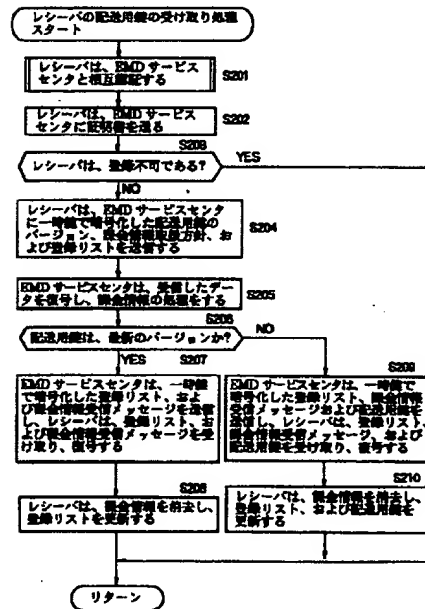 レシーバの配送用鍵の受け取り処理
スタート
レシーバは、EMD サービス
センタと相互認証する
S201
レシーバは、EMD サービス
センタに証明書を送る
S202
S203
レシーバは、登録不可である?
YES
NO
レシーバは、EMD サービスセンタ
に一時鍵で暗号化した配送用鍵の
バージョン、課金情報取扱方針、お
よび登録リストを送信する
S204
EMD サービスセンタは、受信したデー
タを復号し、課金情報の処理をする
S205
S206
配送用鍵は、最新のバージョンか?
NO
YES
S207
EMD サービスセンタは、一時鍵
で暗号化した登録リスト、およ
び課金情報受信メッセージを送信
し、レシーバは、登録リスト、お
よび課金情報受信メッセージを受
け取り、復号する
S209
EMD サービスセンタは、一時鍵で
暗号化した登録リスト、課金情報
受信メッセージおよび配送用鍵を
送信し、レシーバは、登録リスト、
課金情報受信メッセージ、および
配送用鍵を受け取り、復号する
S208
レシーバは、課金情報を消去し、
登録リストを更新する
S210
レシーバは、課金情報を消去し、
登録リスト、および配送用鍵を
更新する
リターン